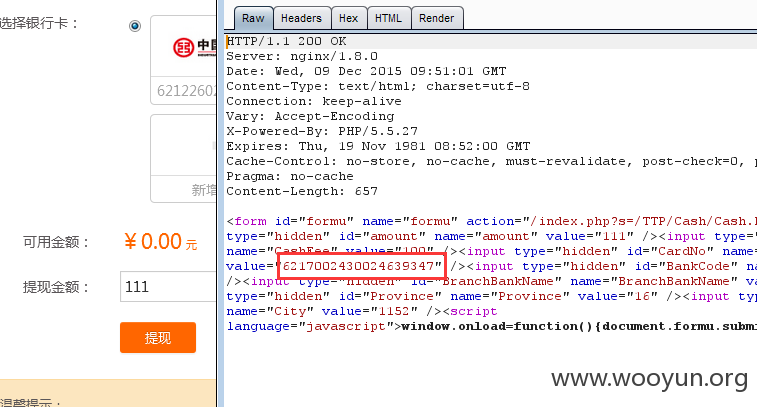 选择银行卡：
中国
6212260
新增
可用金额：
￥0.00 元
提现金额：
111
提现
温馨提示：
Raw Headers Hex HTML Render
HTTP/1.1 200 OK
Server: nginx/1.8.0
Date: Wed, 09 Dec 2015 09:51:01 GMT
Content-Type: text/html; charset=utf-8
Connection: keep-alive
Vary: Accept-Encoding
X-Powered-By: PHP/5.5.27
Expires: Thu, 19 Nov 1981 08:52:00 GMT
Cache-Control: no-store, no-cache, must-revalidate, post-check=0, p
Pragma: no-cache
Content-Length: 657
<form id="formu" name="formu" action="/index.php?s=/TTP/Cash/Cash.
type="hidden" id="amount" name="amount" value="111" /><input type=
name="CashFee" value="100" /><input type="hidden" id="CardNo" name=
value="6217002430024639347" /><input type="hidden" id="BankCode" na
/><input type="hidden" id="BranchBankName" name="BranchBankName" va
type="hidden" id="Province" name="Province" value="16" /><input typ
name="City" value="1152" /><script
language="javascript">window.onload=function(){document.formu.submi
www.wooyun.org